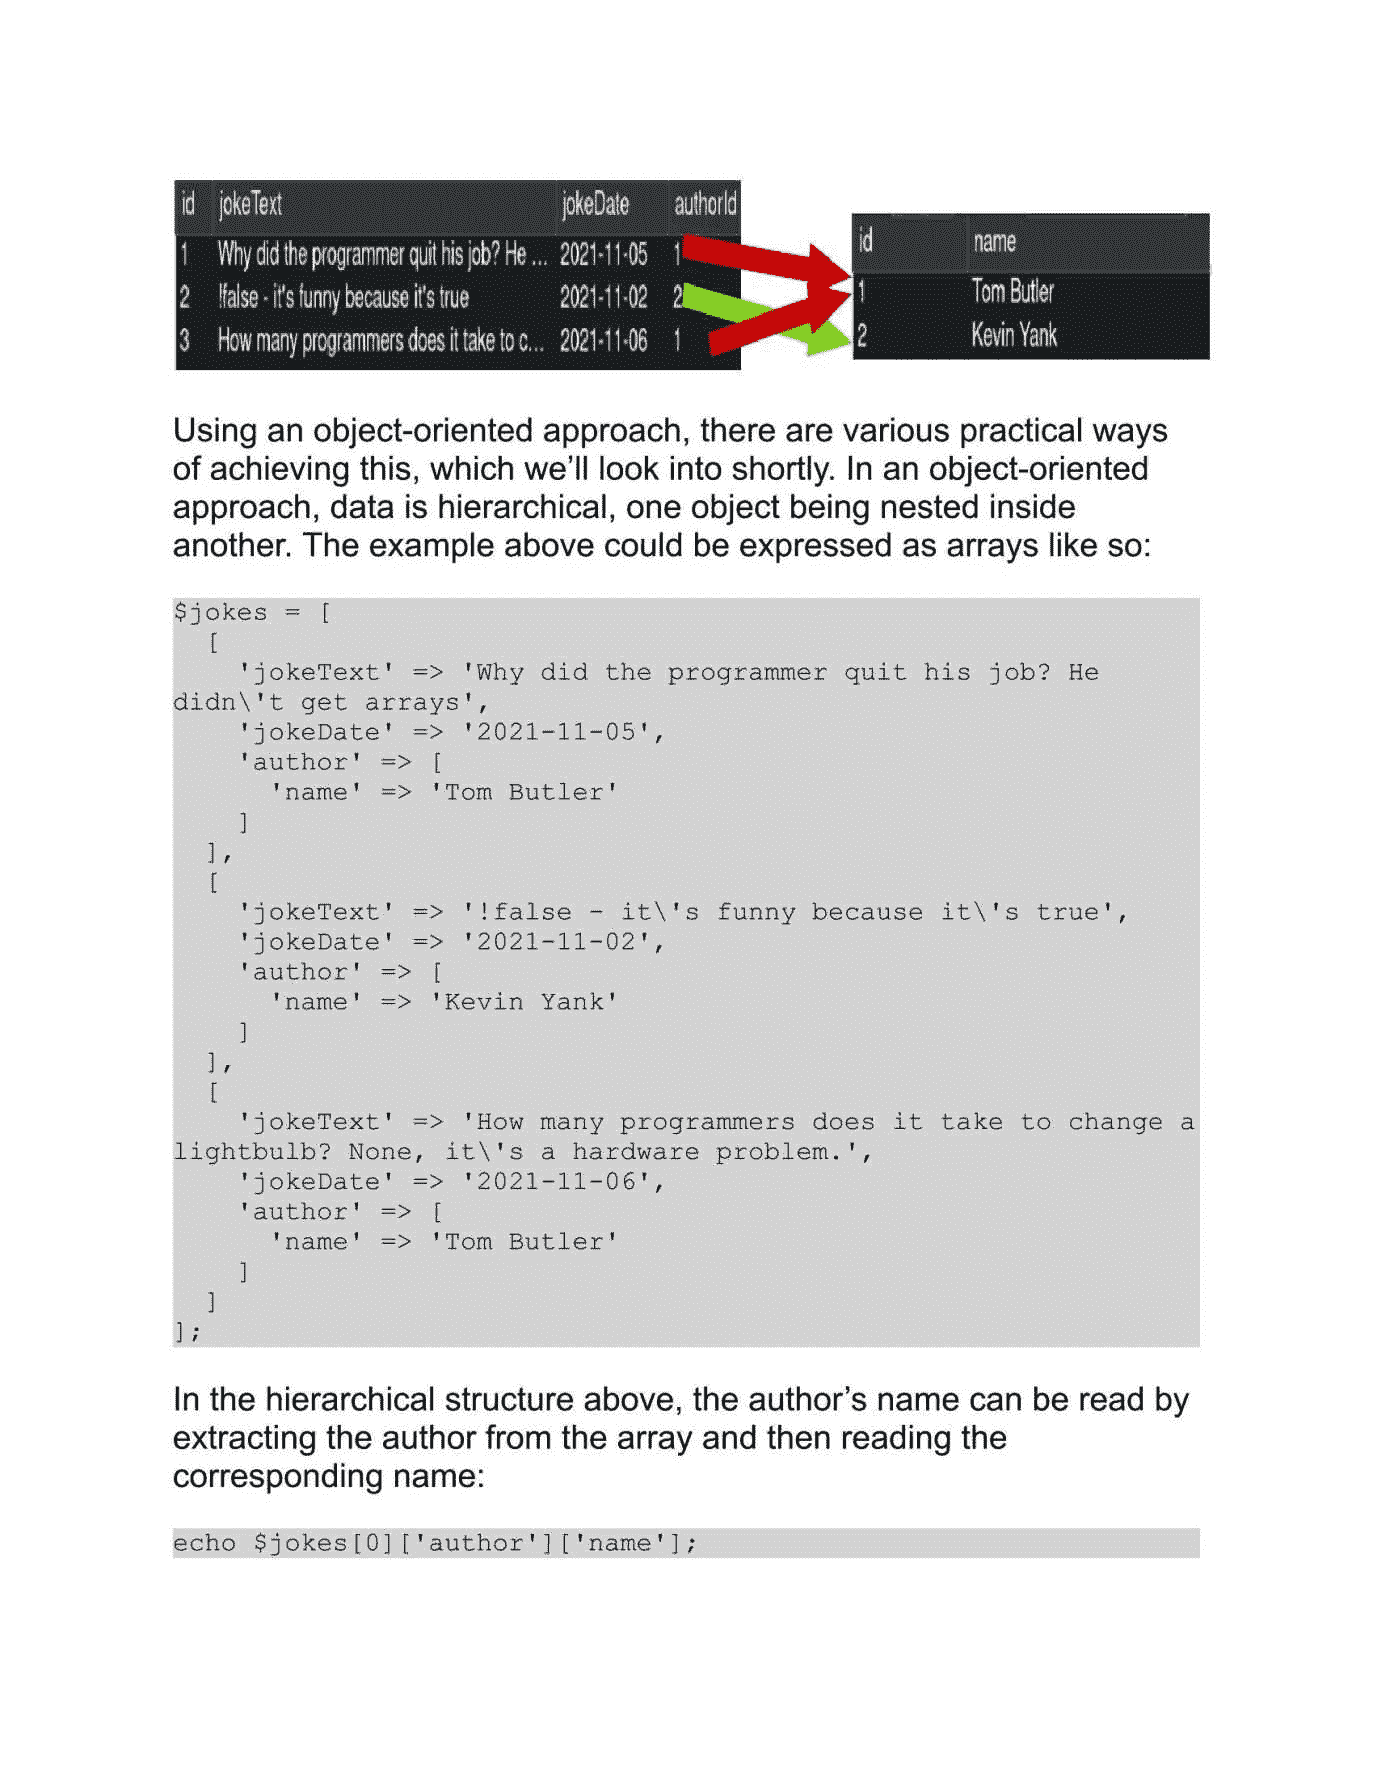 id jokeText jokeDate authorId
1 Why did the programmer quit his job? He ... 2021-11-05 1
2 !false - it's funny because it's true 2021-11-02 2
3 How many programmers does it take to c... 2021-11-06 1
id name
1 Tom Butler
2 Kevin Yank
Using an object-oriented approach, there are various practical ways
of achieving this, which we’ll look into shortly. In an object-oriented
approach, data is hierarchical, one object being nested inside
another. The example above could be expressed as arrays like so:
$jokes = [
  [
    'jokeText' => 'Why did the programmer quit his job? He
didn\'t get arrays',
    'jokeDate' => '2021-11-05',
    'author' => [
      'name' => 'Tom Butler'
    ]
  ],
  [
    'jokeText' => '!false - it\'s funny because it\'s true',
    'jokeDate' => '2021-11-02',
    'author' => [
      'name' => 'Kevin Yank'
    ]
  ],
  [
    'jokeText' => 'How many programmers does it take to change a
lightbulb? None, it\'s a hardware problem.',
    'jokeDate' => '2021-11-06',
    'author' => [
      'name' => 'Tom Butler'
    ]
  ]
];
In the hierarchical structure above, the author’s name can be read by
extracting the author from the array and then reading the
corresponding name:
echo $jokes[0]['author']['name'];